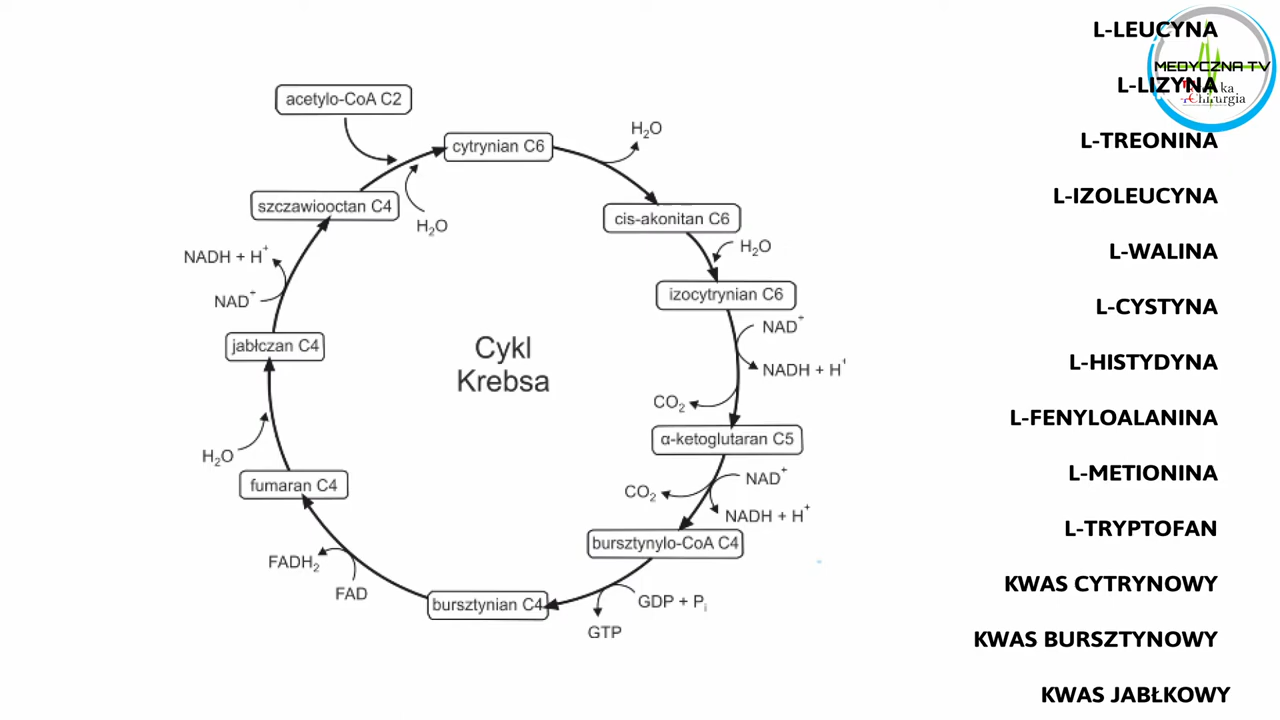 acetylo-CoA C2
cytrynian C6
H₂O
szczawiooctan C4
H₂O
cis-akonitan C6
H₂O
izocytrynian C6
NAD⁺
NADH + H⁺
CO₂
α-ketoglutaran C5
NAD⁺
CO₂
NADH + H⁺
bursztynylo-CoA C4
GDP + Pᵢ
GTP
bursztynian C4
FAD
FADH₂
fumaran C4
H₂O
jabłczan C4
NAD⁺
NADH + H⁺
Cykl
Krebsa
L-LEUCYNA
MEDYCZNA TV
L-LIZYNA
Chirurgia
L-TREONINA
L-IZOLEUCYNA
L-WALINA
L-CYSTYNA
L-HISTYDYNA
L-FENYLOALANINA
L-METIONINA
L-TRYPTOFAN
KWAS CYTRYNOWY
KWAS BURSZTYNOWY
KWAS JABŁKOWY